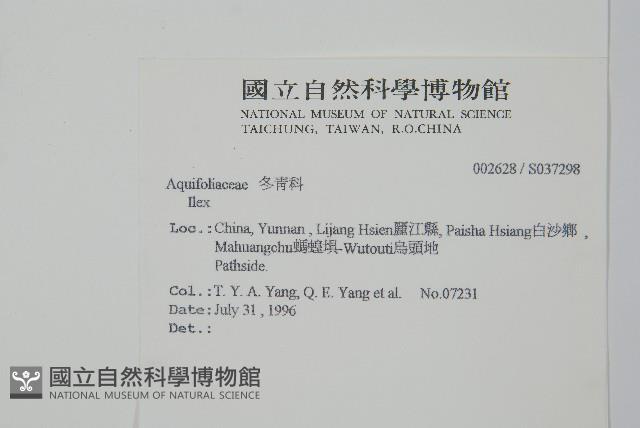 國立自然科學博物館
NATIONAL MUSEUM OF NATURAL SCIENCE
TAICHUNG, TAIWAN, R.O.CHINA
002628 / S037298
Aquifoliaceae 冬青科
Ilex
Loc.: China, Yunnan , Lijang Hsien麗江縣, Paisha Hsiang白沙鄉 ,
Mahuangchu螞蝗埧-Wutouti烏頭地
Pathside.
Col.: T. Y. A. Yang, Q. E. Yang et al. No.07231
Date: July 31 , 1996
Det.:
國立自然科學博物館
NATIONAL MUSEUM OF NATURAL SCIENCE